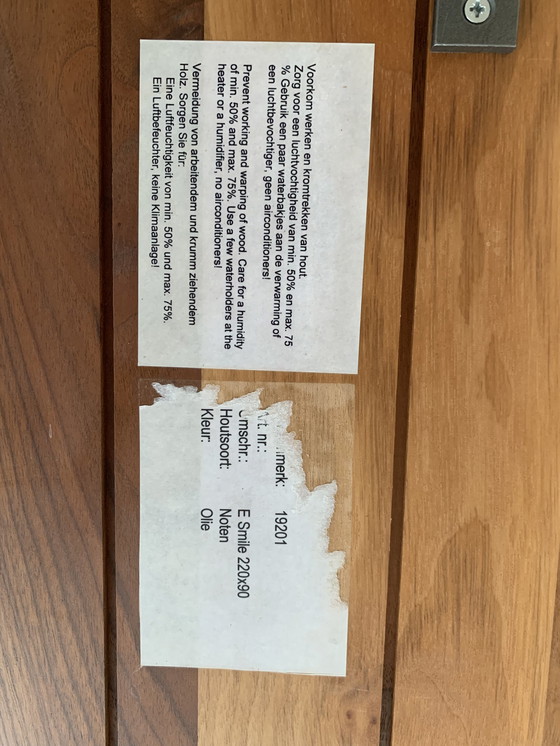 Voorkom werken en kromtrekken van hout.
Zorg voor een luchtvochtigheid van min. 50% en max. 75
% Gebruik een paar waterbakjes aan de verwarming of
een luchtbevochtiger, geen airconditioners!
Prevent working and warping of wood. Care for a humidity
of min. 50% and max. 75%. Use a few waterholders at the
heater or a humidifier, no airconditioners!
Vermeidung von arbeitendem und krumm ziehendem
Holz. Sorgen Sie für:
Eine Luftfeuchtigkeit von min. 50% und max. 75%.
Ein Luftbefeuchter, keine Klimaanlage!
merk: 19201
rt. nr.:
mschr.: E Smile 220x90
Houtsoort: Noten
Kleur: Olie